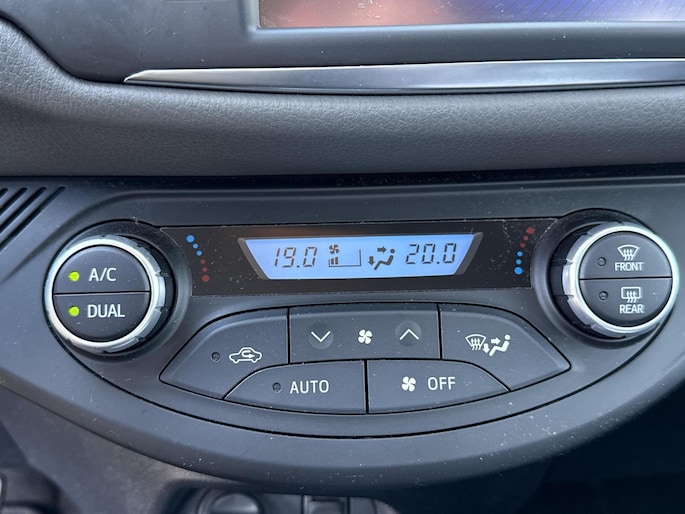 19.0 20.0
A/C
DUAL
FRONT
REAR
AUTO
OFF